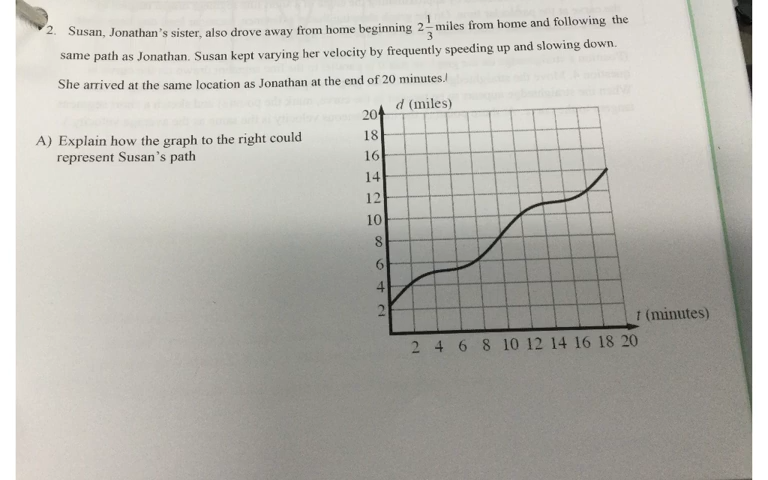 2. Susan, Jonathan's sister, also drove away from home beginning 2 1/3 miles from home and following the
same path as Jonathan. Susan kept varying her velocity by frequently speeding up and slowing down.
She arrived at the same location as Jonathan at the end of 20 minutes.
A) Explain how the graph to the right could
represent Susan's path
d (miles)
20
18
16
14
12
10
8
6
4
2
t (minutes)
2 4 6 8 10 12 14 16 18 20